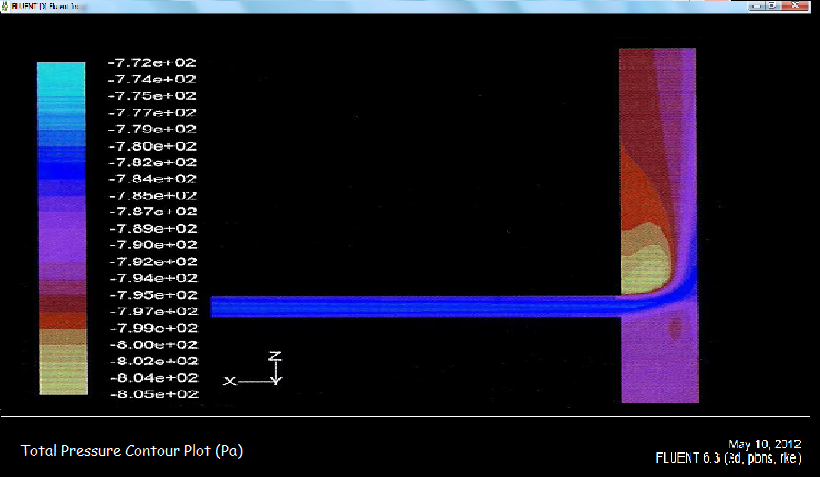 FLUENT [0] Fluent Inc
-7.72e+02
-7.74e+02
-7.75e+02
-7.77e+02
-7.79e+02
-7.80e+02
-7.82e+02
-7.84e+02
-7.85e+02
-7.87e+02
-7.89e+02
-7.90e+02
-7.92e+02
-7.94e+02
-7.95e+02
-7.97e+02
-7.99e+02
-8.00e+02
-8.02e+02
-8.04e+02
-8.05e+02
Z
X Y
Total Pressure Contour Plot (Pa)
May 10, 2012
FLUENT 6.3 (3d, pbns, rke)